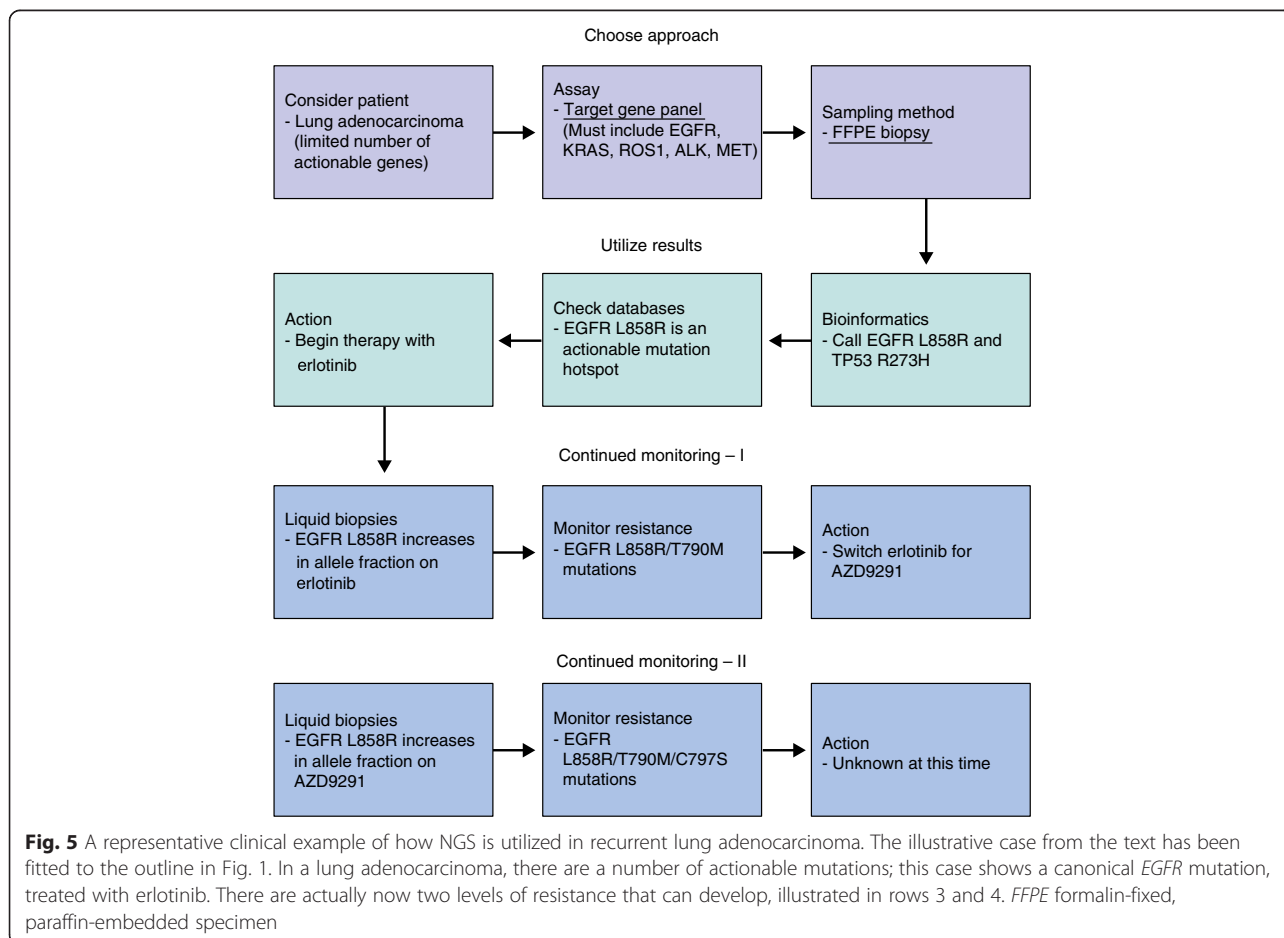 Choose approach
Consider patient
- Lung adenocarcinoma
(limited number of
actionable genes)
Assay
- Target gene panel
(Must include EGFR,
KRAS, ROS1, ALK, MET)
Sampling method
- FFPE biopsy
Utilize results
Action
- Begin therapy with
erlotinib
Check databases
- EGFR L858R is an
actionable mutation
hotspot
Bioinformatics
- Call EGFR L858R and
TP53 R273H
Continued monitoring – I
Liquid biopsies
- EGFR L858R increases
in allele fraction on
erlotinib
Monitor resistance
- EGFR L858R/T790M
mutations
Action
- Switch erlotinib for
AZD9291
Continued monitoring – II
Liquid biopsies
- EGFR L858R increases
in allele fraction on
AZD9291
Monitor resistance
- EGFR
L858R/T790M/C797S
mutations
Action
- Unknown at this time
Fig. 5 A representative clinical example of how NGS is utilized in recurrent lung adenocarcinoma. The illustrative case from the text has been
fitted to the outline in Fig. 1. In a lung adenocarcinoma, there are a number of actionable mutations; this case shows a canonical EGFR mutation,
treated with erlotinib. There are actually now two levels of resistance that can develop, illustrated in rows 3 and 4. FFPE formalin-fixed,
paraffin-embedded specimen